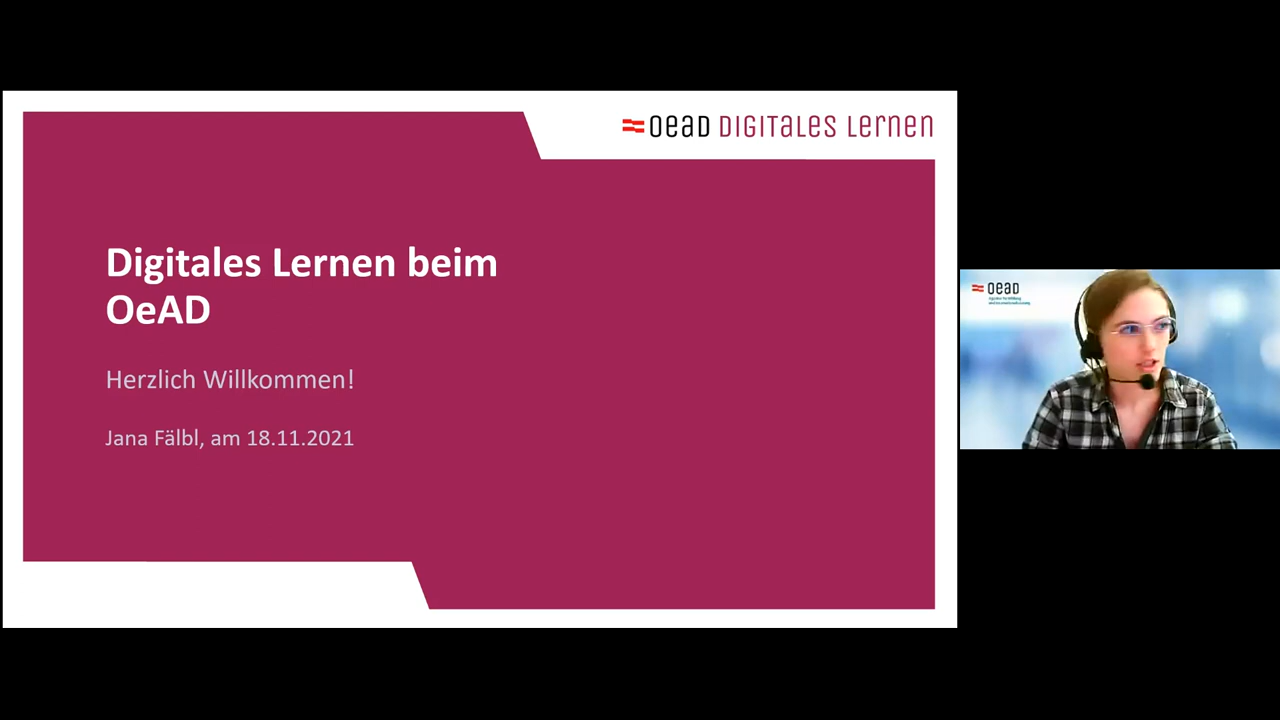 OeAD DIGITALES LERNEN
Digitales Lernen beim
OeAD
Herzlich Willkommen!
Jana Fälbl, am 18.11.2021
OeAD